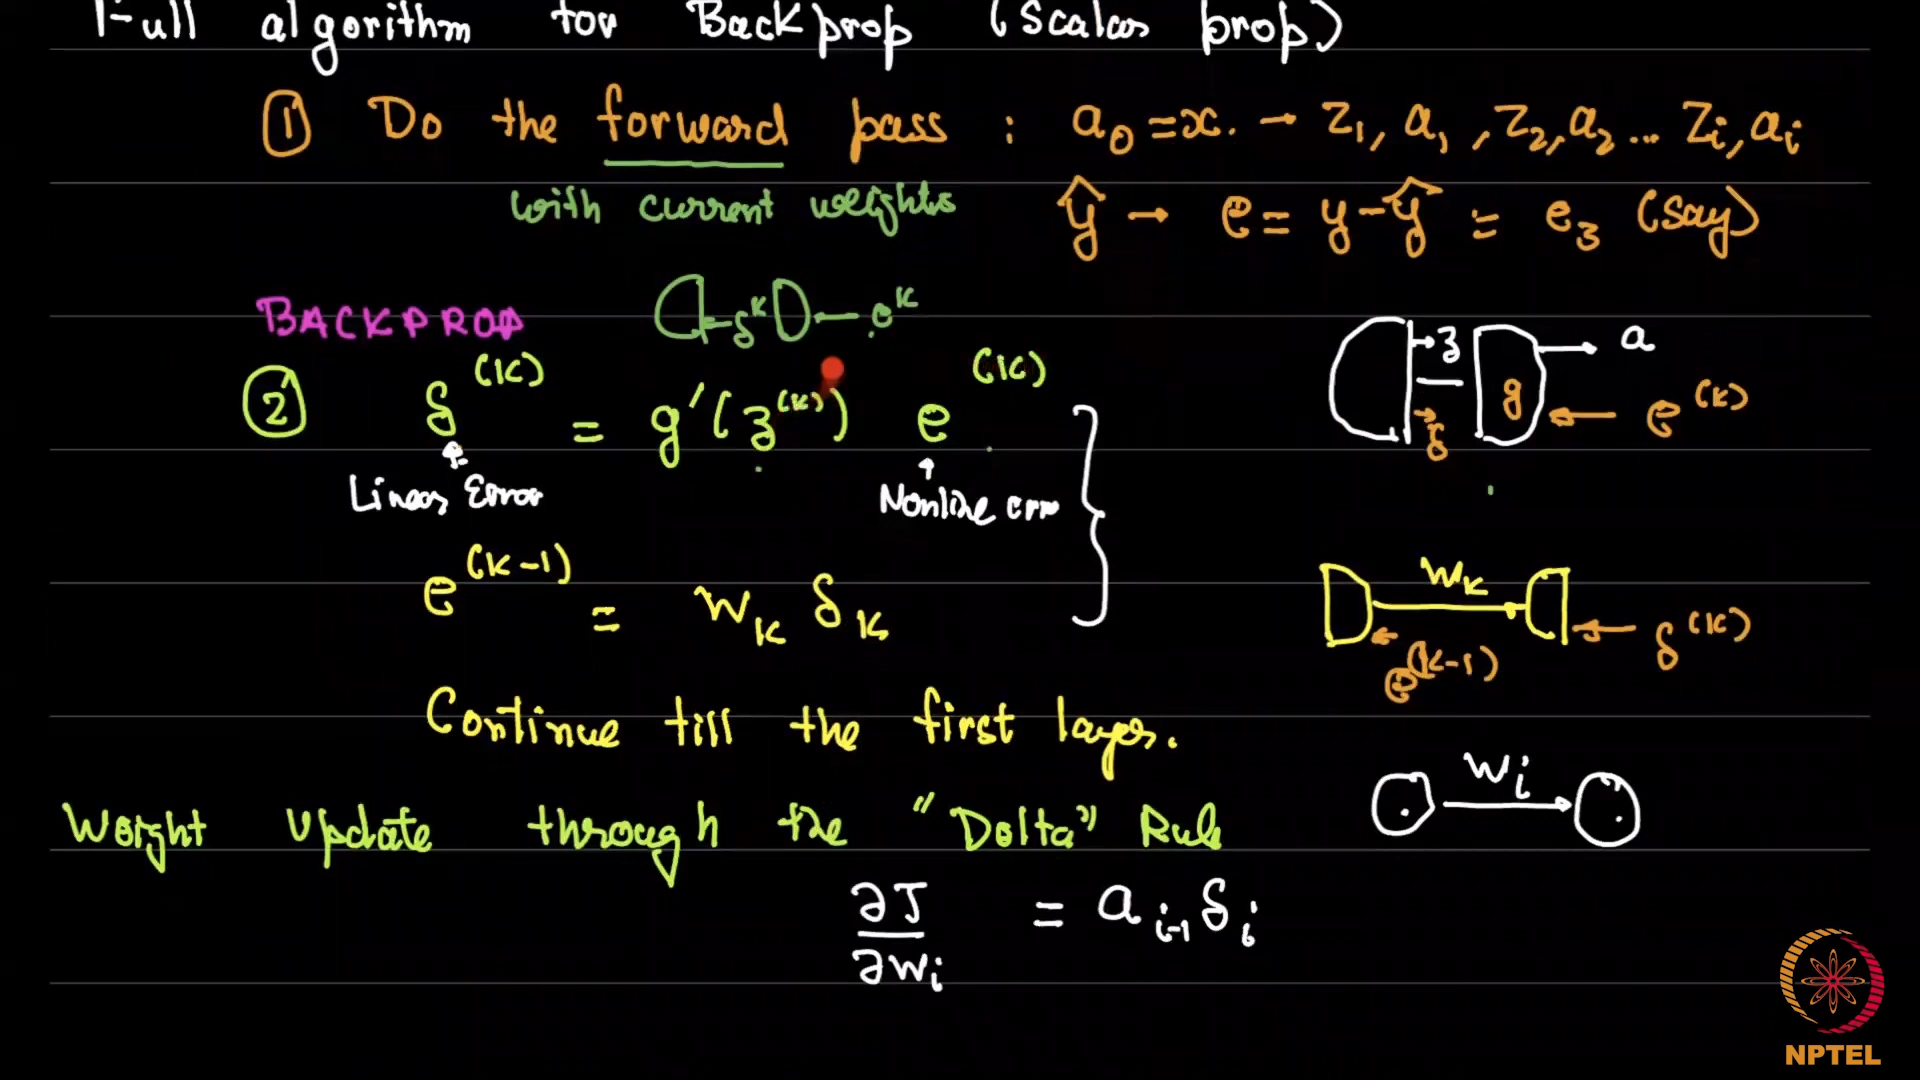 Full algorithm for Backprop (Scalar prop)
① Do the forward pass : a₀ = x. → z₁, a₁, z₂, a₂ ... zᵢ, aᵢ
with current weights
ŷ → e = y - ŷ = e₃ (say)
BACKPROP
δᵏ — eᵏ
② δ⁽ᵏ⁾ = g′(z⁽ᵏ⁾) e⁽ᵏ⁾
Linear Error
Nonline err
z
a
g
δ
e⁽ᵏ⁾
e⁽ᵏ⁻¹⁾ = wₖ δₖ
wₖ
δ⁽ᵏ⁾
e⁽ᵏ⁻¹⁾
Continue till the first layer.
wᵢ
Weight Update through the "Delta" Rule
∂J/∂wᵢ = aᵢ₋₁ δᵢ
NPTEL